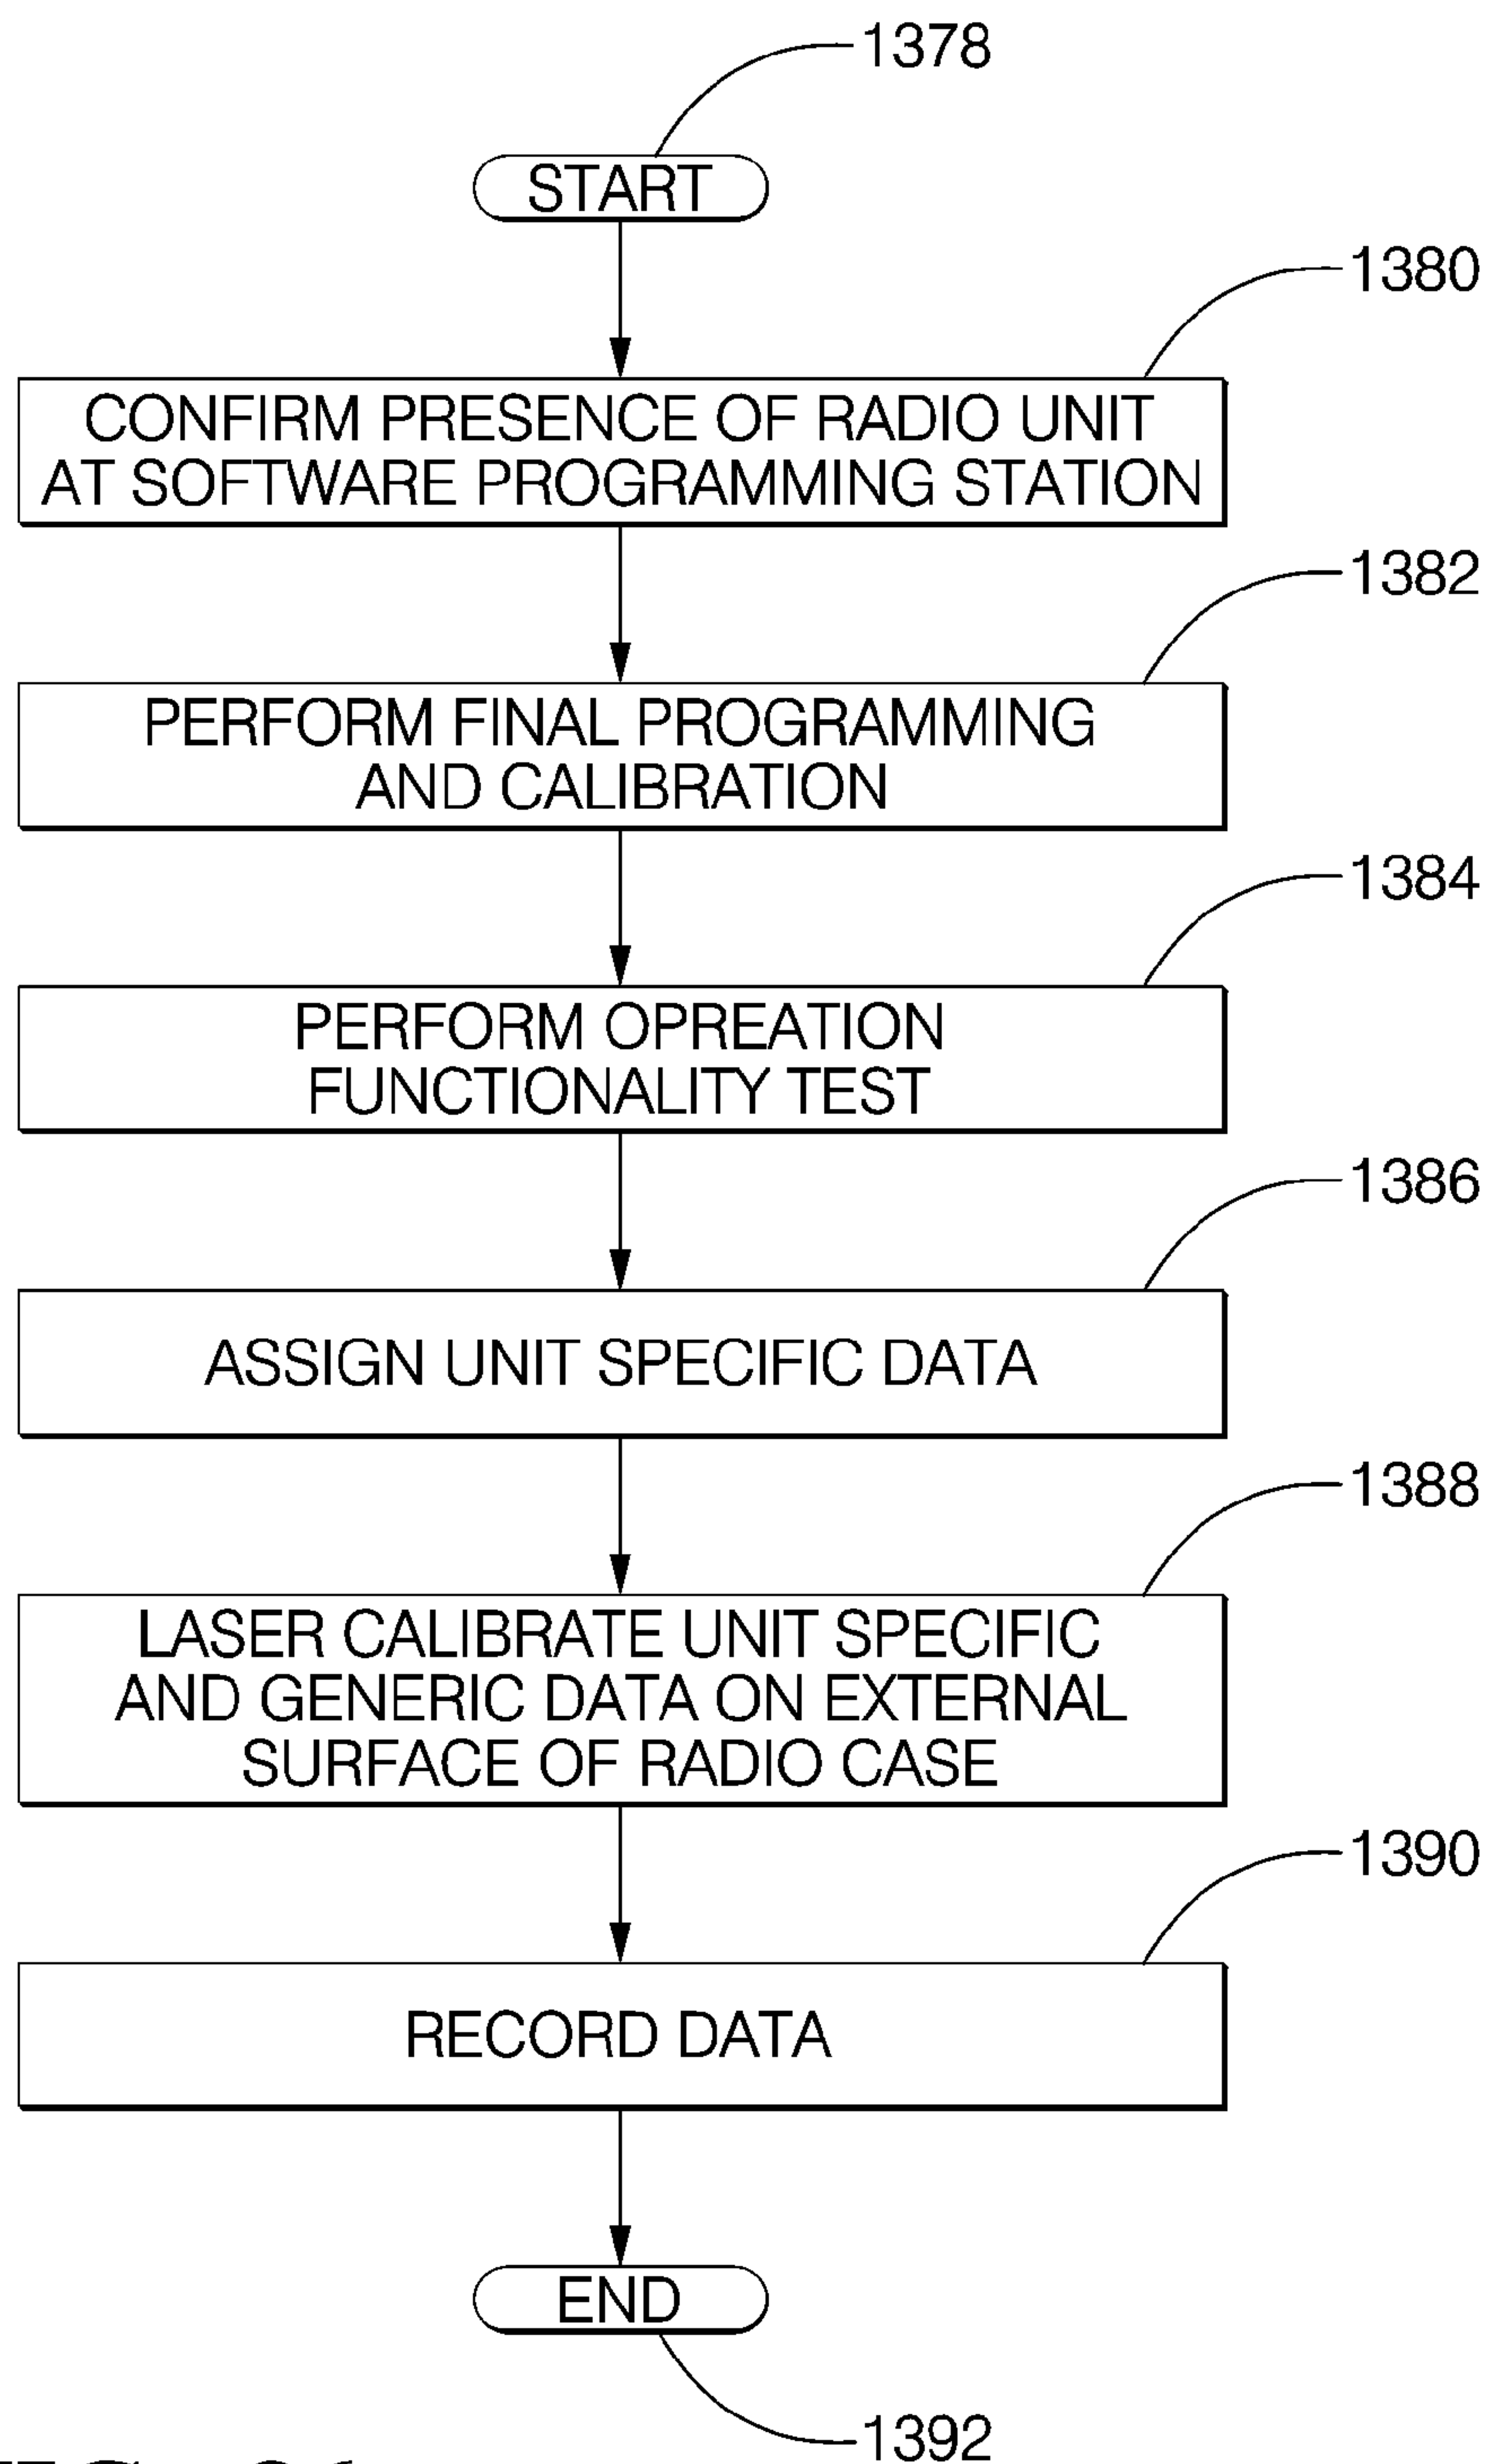 1378
START
1380
CONFIRM PRESENCE OF RADIO UNIT
AT SOFTWARE PROGRAMMING STATION
1382
PERFORM FINAL PROGRAMMING
AND CALIBRATION
1384
PERFORM OPREATION
FUNCTIONALITY TEST
1386
ASSIGN UNIT SPECIFIC DATA
1388
LASER CALIBRATE UNIT SPECIFIC
AND GENERIC DATA ON EXTERNAL
SURFACE OF RADIO CASE
1390
RECORD DATA
END
1392